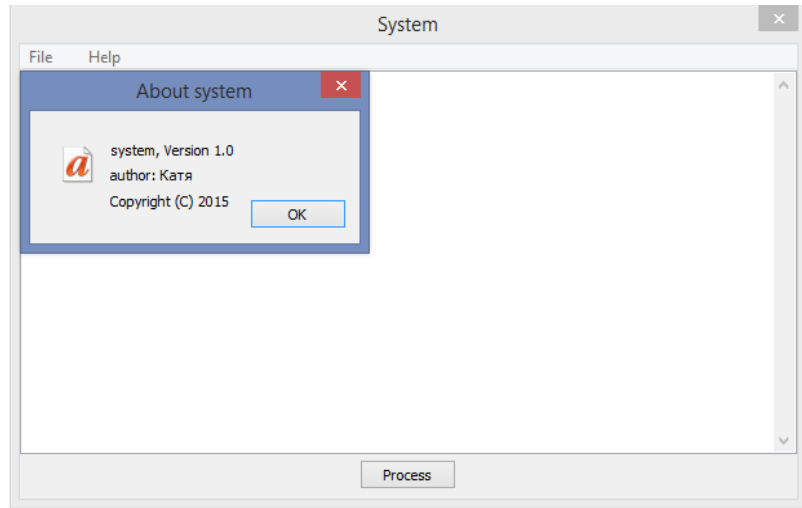 System
File Help
About system
a
system, Version 1.0
author: Катя
Copyright (C) 2015
OK
Process